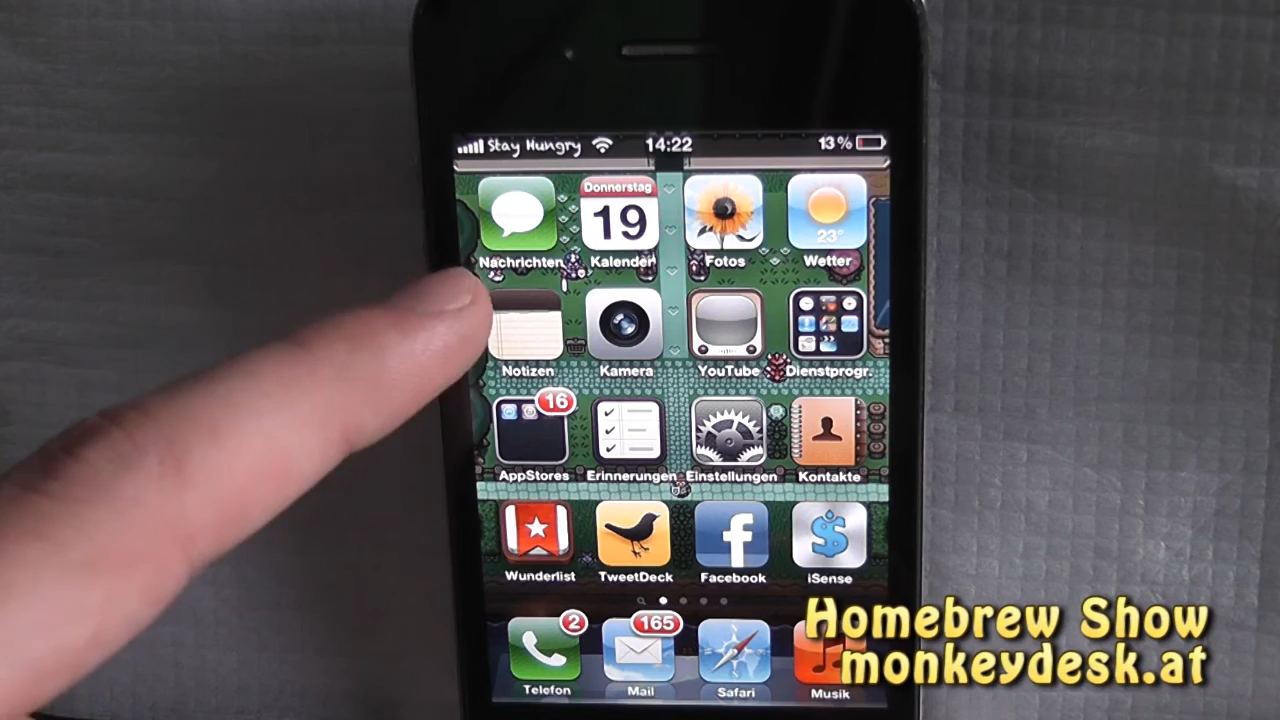 Stay Hungry 14:22 13%
Donnerstag
19
23°
Nachrichten Kalender Fotos Wetter
Notizen Kamera YouTube Dienstprogr.
16
AppStores Erinnerungen Einstellungen Kontakte
Wunderlist TweetDeck Facebook iSense
2 165
Telefon Mail Safari Musik
Homebrew Show
monkeydesk.at